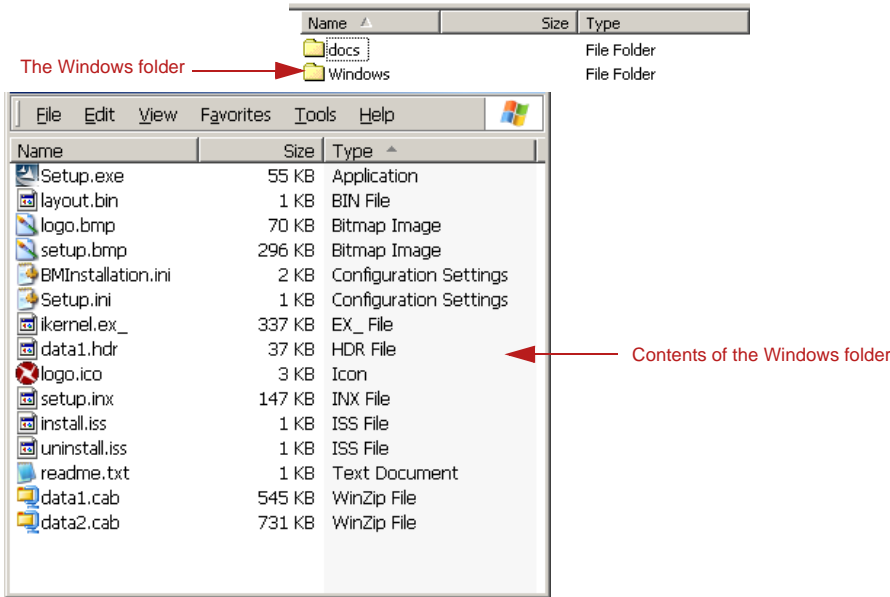 Name Size Type
docs File Folder
The Windows folder
Windows File Folder
File Edit View Favorites Tools Help
Name Size Type
Setup.exe 55 KB Application
layout.bin 1 KB BIN File
logo.bmp 70 KB Bitmap Image
setup.bmp 296 KB Bitmap Image
BMInstallation.ini 2 KB Configuration Settings
Setup.ini 1 KB Configuration Settings
ikernel.ex_ 337 KB EX_ File
data1.hdr 37 KB HDR File
Contents of the Windows folder
logo.ico 3 KB Icon
setup.inx 147 KB INX File
install.iss 1 KB ISS File
uninstall.iss 1 KB ISS File
readme.txt 1 KB Text Document
data1.cab 545 KB WinZip File
data2.cab 731 KB WinZip File